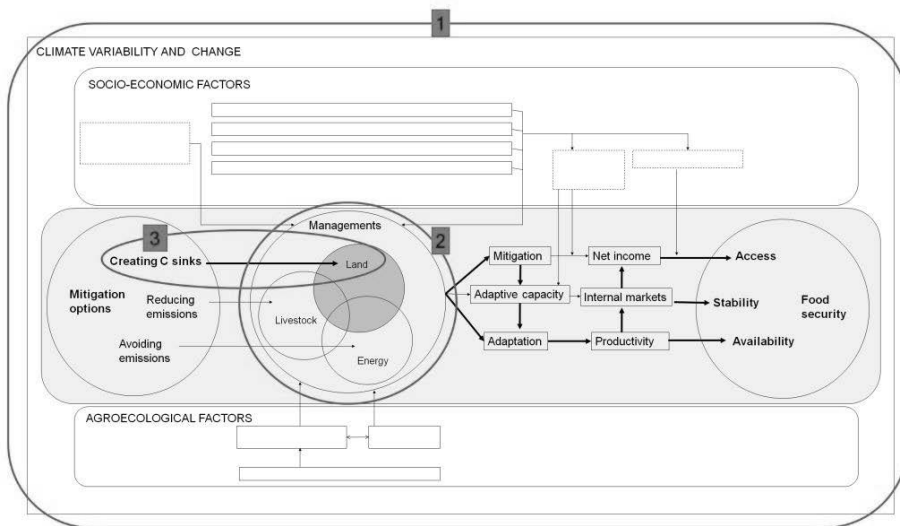 1
CLIMATE VARIABILITY AND CHANGE
SOCIO-ECONOMIC FACTORS
Managements
3
2
Creating C sinks
Land
Mitigation
Net income
Access
Mitigation
options
Reducing
emissions
Livestock
Adaptive capacity
Internal markets
Stability
Food
security
Avoiding
emissions
Energy
Adaptation
Productivity
Availability
AGROECOLOGICAL FACTORS